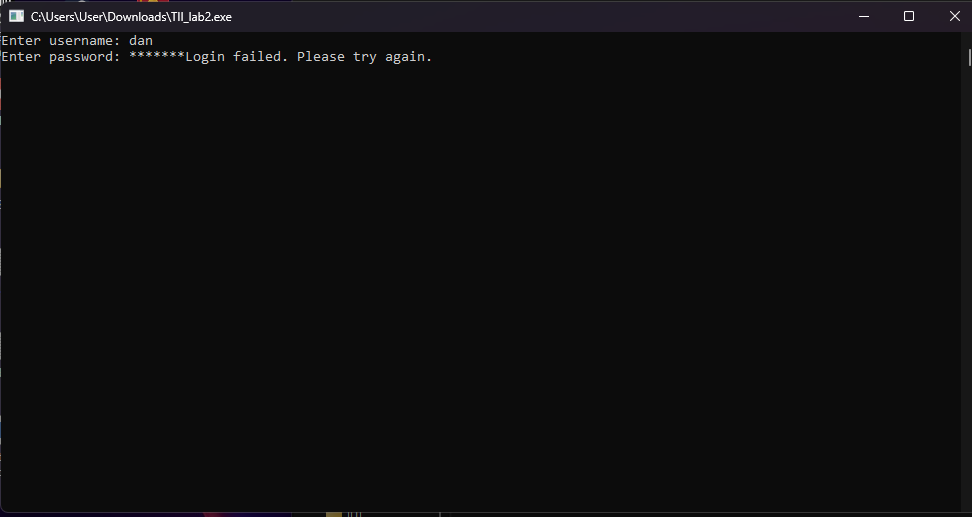 C:\Users\User\Downloads\TII_lab2.exe
Enter username: dan
Enter password: *******Login failed. Please try again.